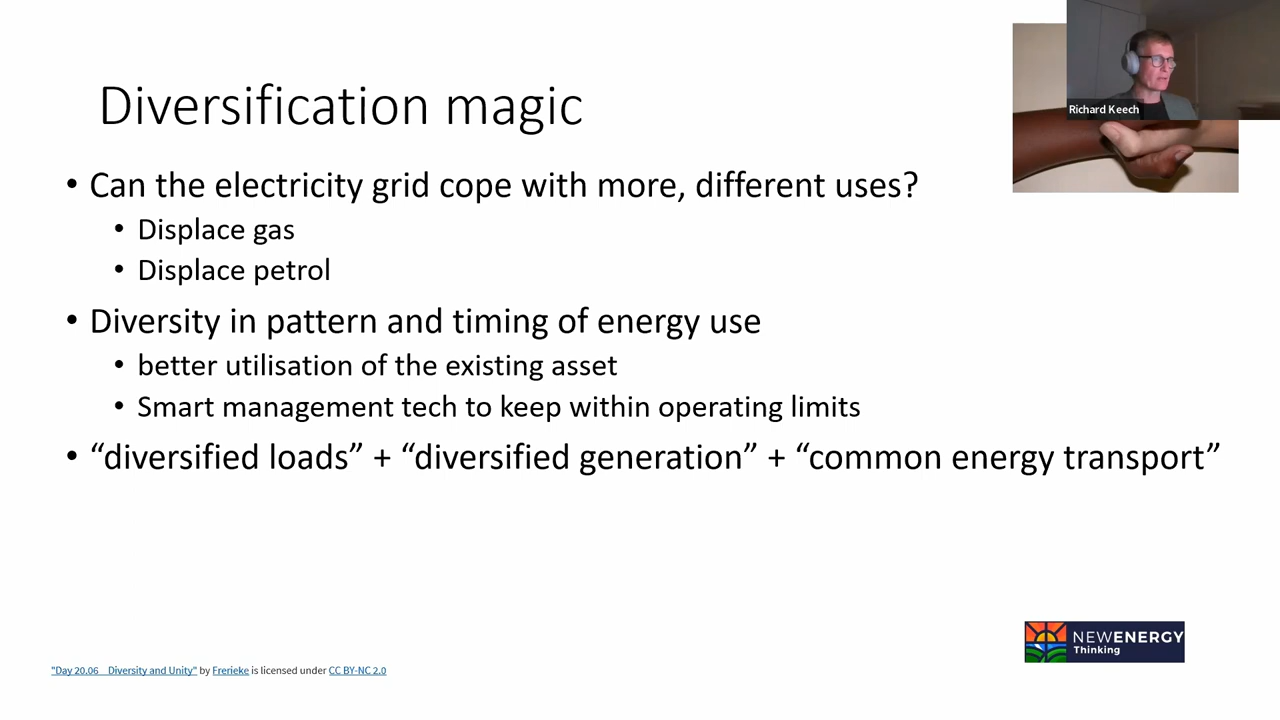 Richard Keech
Diversification magic
• Can the electricity grid cope with more, different uses?
• Displace gas
• Displace petrol
• Diversity in pattern and timing of energy use
• better utilisation of the existing asset
• Smart management tech to keep within operating limits
• “diversified loads” + “diversified generation” + “common energy transport”
NEWENERGY
Thinking
"Day 20.06 Diversity and Unity" by Frerieke is licensed under CC BY-NC 2.0